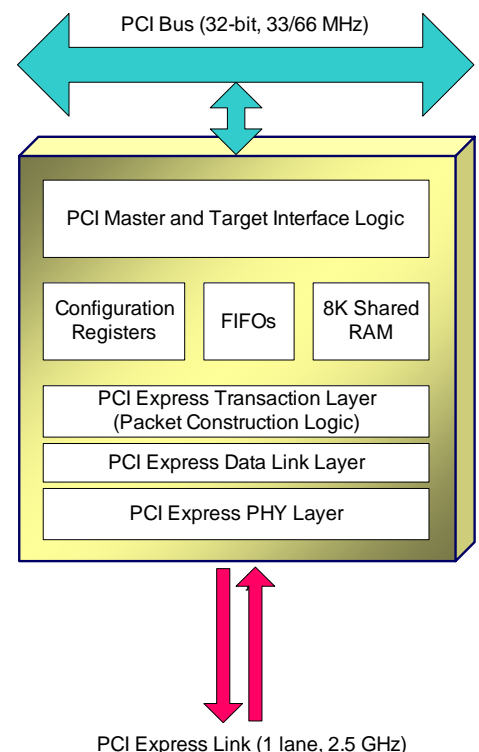 PCI Bus (32-bit, 33/66 MHz)
PCI Master and Target Interface Logic
Configuration
Registers
FIFOs
8K Shared
RAM
PCI Express Transaction Layer
(Packet Construction Logic)
PCI Express Data Link Layer
PCI Express PHY Layer
PCI Express Link (1 lane, 2.5 GHz)